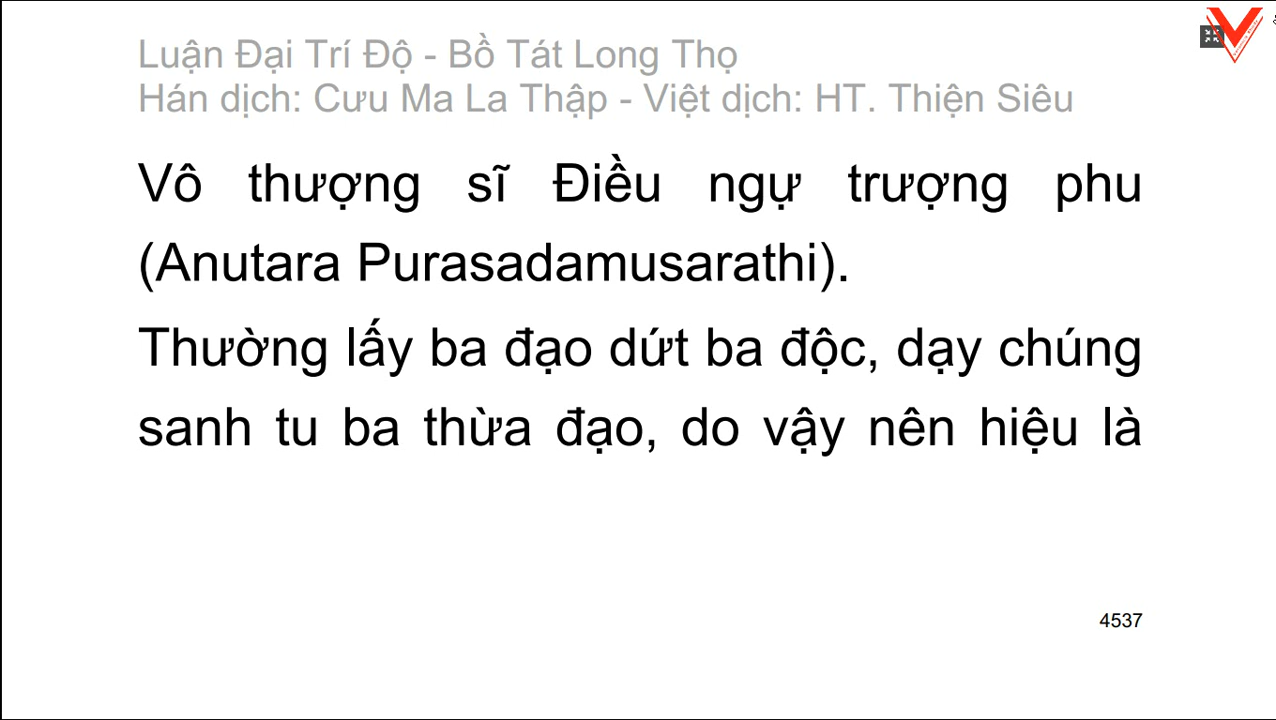 Luận Đại Trí Độ - Bồ Tát Long Thọ
Hán dịch: Cưu Ma La Thập - Việt dịch: HT. Thiện Siêu
Vô thượng sĩ Điều ngự trượng phu
(Anutara Purasadamusarathi).
Thường lấy ba đạo dứt ba độc, dạy chúng
sanh tu ba thừa đạo, do vậy nên hiệu là
4537